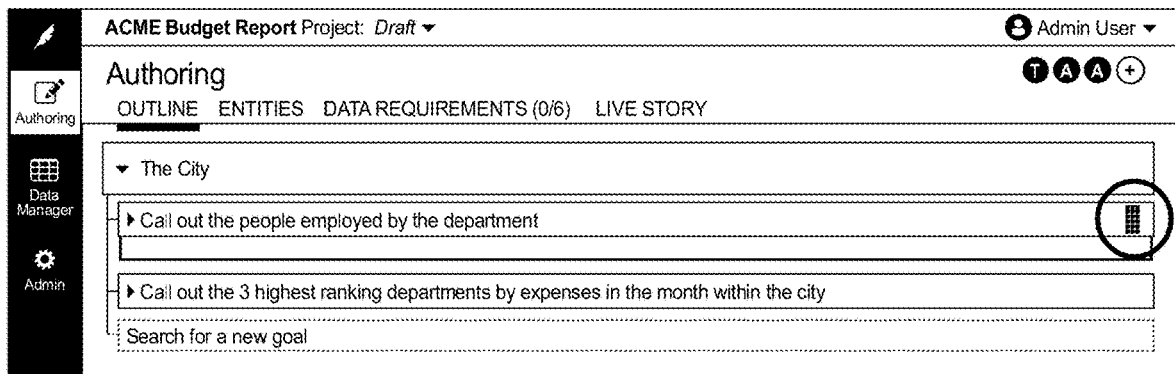 ACME Budget Report Project: Draft
Admin User
Authoring
T A A +
Authoring
OUTLINE ENTITIES DATA REQUIREMENTS (0/6) LIVE STORY
The City
Data
Manager
Call out the people employed by the department
Admin
Call out the 3 highest ranking departments by expenses in the month within the city
Search for a new goal